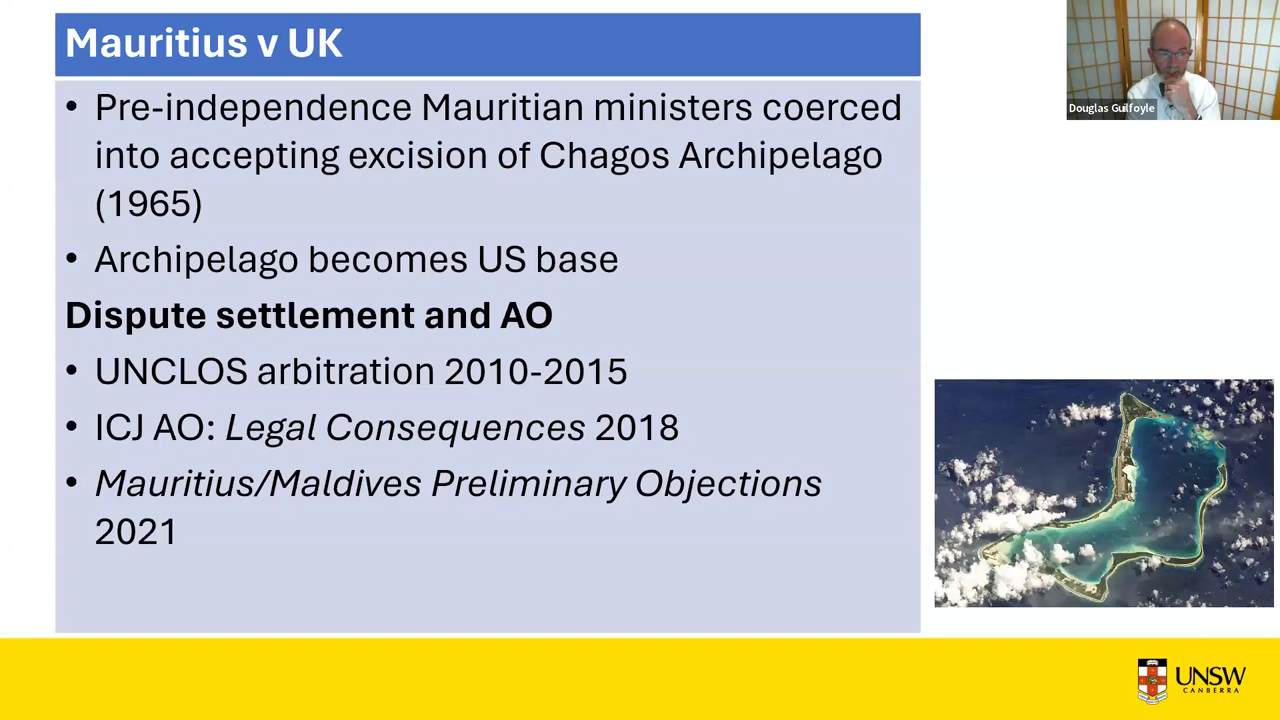 Mauritius v UK
• Pre-independence Mauritian ministers coerced
into accepting excision of Chagos Archipelago
(1965)
• Archipelago becomes US base
Dispute settlement and AO
• UNCLOS arbitration 2010-2015
• ICJ AO: Legal Consequences 2018
• Mauritius/Maldives Preliminary Objections
2021
Douglas Guilfoyle
UNSW
CANBERRA